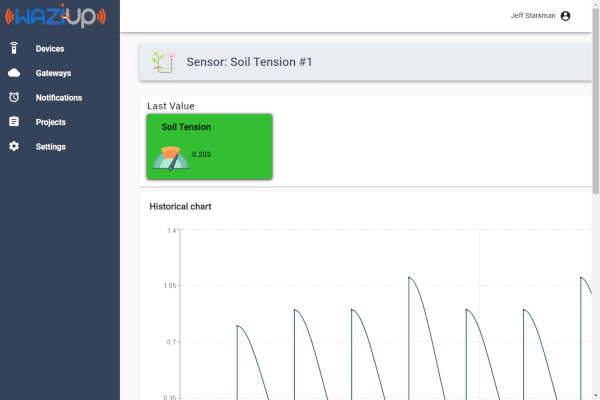 WAZIUP
Jeff Starkman
Devices
Gateways
Notifications
Projects
Settings
Sensor: Soil Tension #1
Last Value
Soil Tension
0.203
Historical chart
1.4
1.05
0.7
0.35